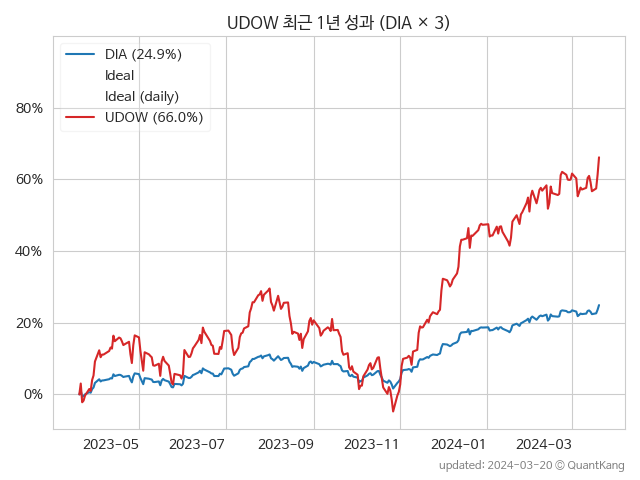 UDOW 최근 1년 성과 (DIA × 3)
DIA (24.9%)
Ideal
Ideal (daily)
UDOW (66.0%)
80%
60%
40%
20%
0%
2023-05 2023-07 2023-09 2023-11 2024-01 2024-03
updated: 2024-03-20 © QuantKang